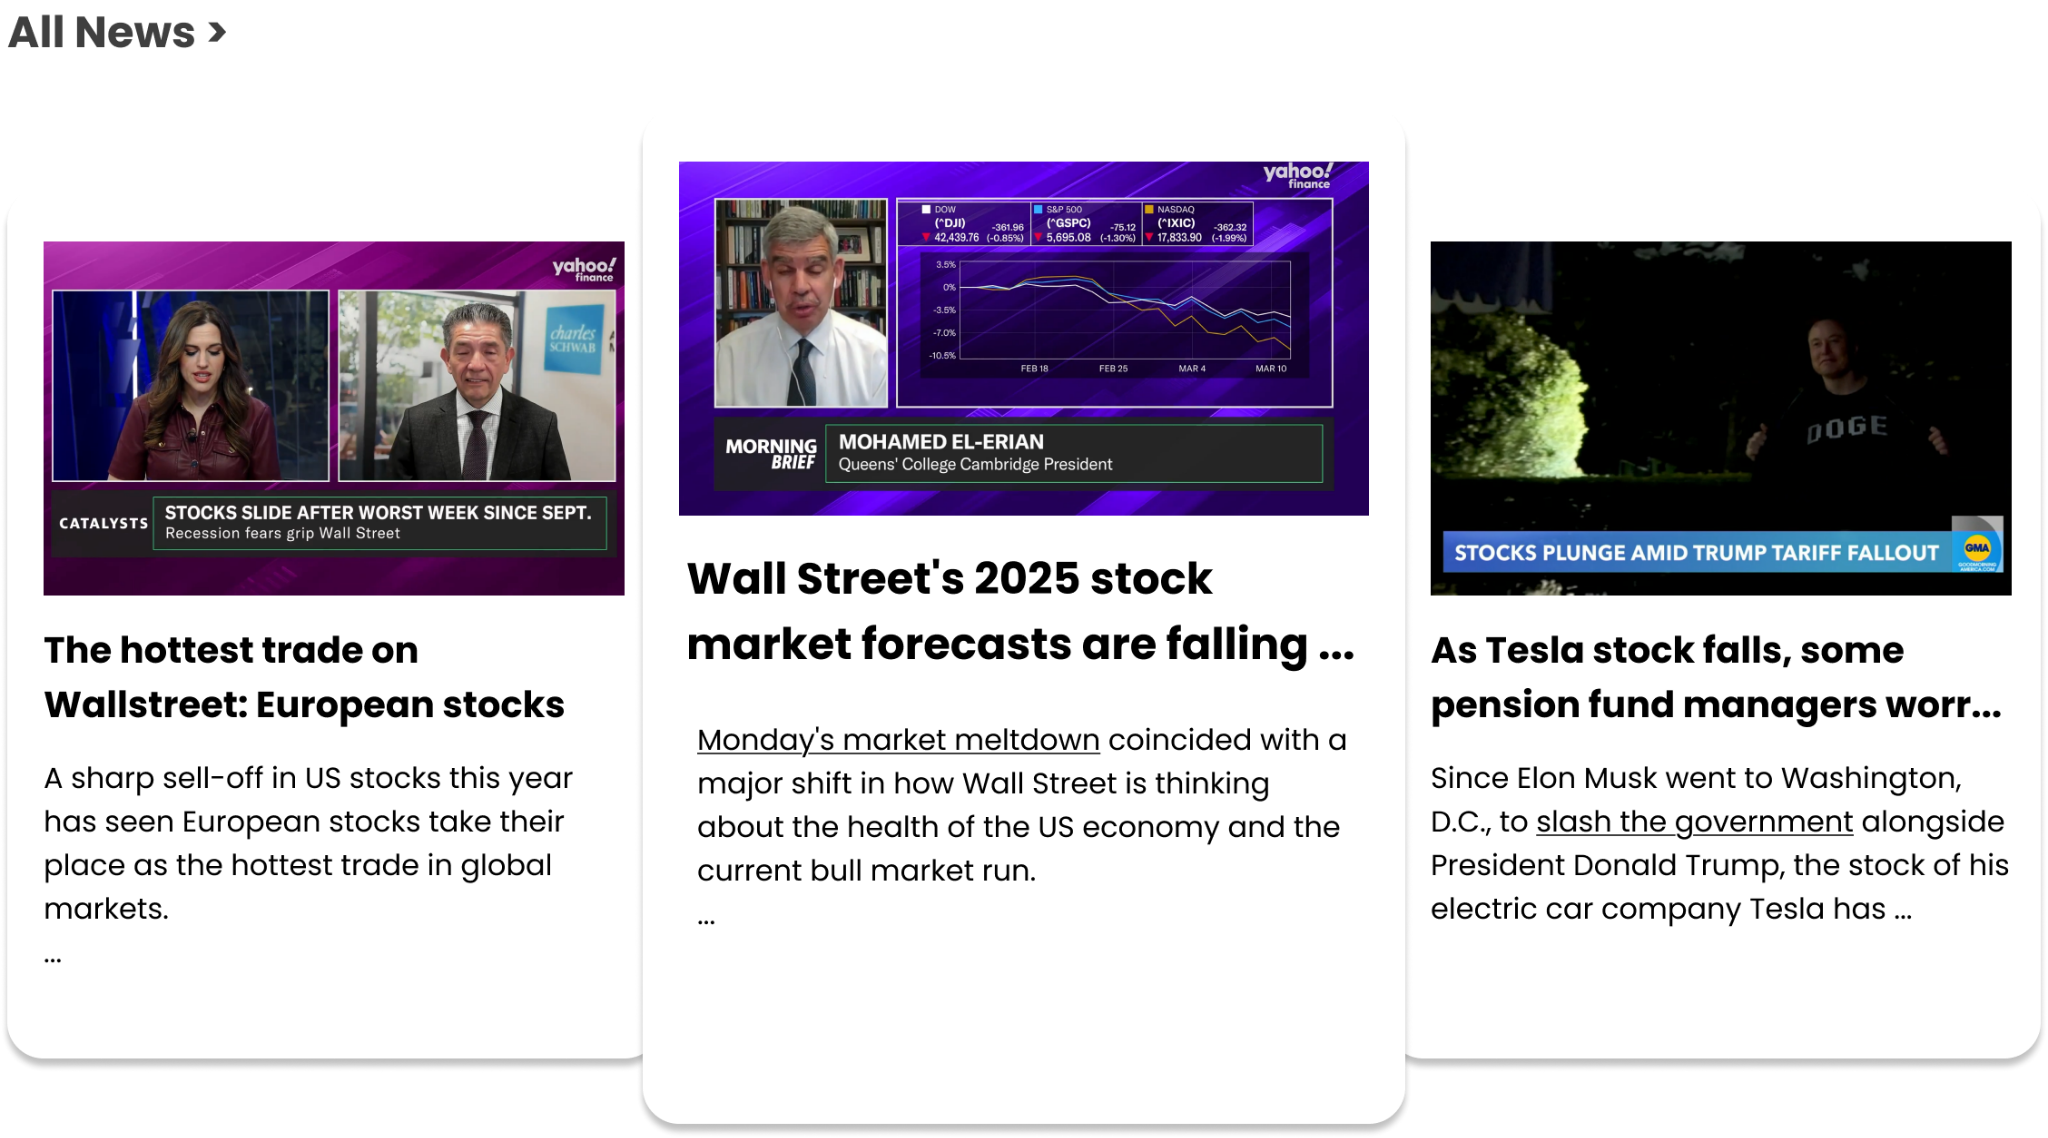 All News >
yahoo!
finance
charles
SCHWAB
CATALYSTS
STOCKS SLIDE AFTER WORST WEEK SINCE SEPT.
Recession fears grip Wall Street
The hottest trade on
Wallstreet: European stocks
A sharp sell-off in US stocks this year
has seen European stocks take their
place as the hottest trade in global
markets.
...
yahoo!
finance
DOW
(^DJI) -361.96
42,439.76 (-0.85%)
S&P 500
(^GSPC) -75.12
5,695.08 (-1.30%)
NASDAQ
(^IXIC) -362.32
17,833.90 (-1.99%)
3.5%
0%
-3.5%
-7.0%
-10.5%
FEB 18 FEB 25 MAR 4 MAR 10
MORNING
BRIEF
MOHAMED EL-ERIAN
Queens' College Cambridge President
Wall Street's 2025 stock
market forecasts are falling ...
Monday's market meltdown coincided with a
major shift in how Wall Street is thinking
about the health of the US economy and the
current bull market run.
...
DOGE
STOCKS PLUNGE AMID TRUMP TARIFF FALLOUT
GMA
GOODMORNING
AMERICA.COM
As Tesla stock falls, some
pension fund managers worr...
Since Elon Musk went to Washington,
D.C., to slash the government alongside
President Donald Trump, the stock of his
electric car company Tesla has ...